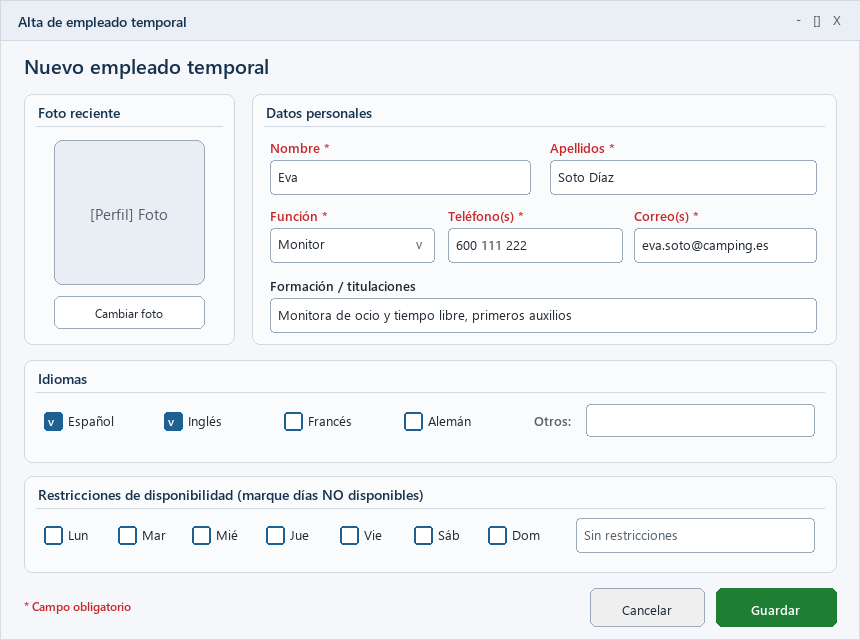 Alta de empleado temporal - [] X
Nuevo empleado temporal
Foto reciente
[Perfil] Foto
Cambiar foto
Datos personales
Nombre * Apellidos *
Eva Soto Díaz
Función * Teléfono(s) * Correo(s) *
Monitor v 600 111 222 eva.soto@camping.es
Formación / titulaciones
Monitora de ocio y tiempo libre, primeros auxilios
Idiomas
v Español v Inglés Francés Alemán Otros:
Restricciones de disponibilidad (marque días NO disponibles)
Lun Mar Mié Jue Vie Sáb Dom Sin restricciones
* Campo obligatorio Cancelar Guardar